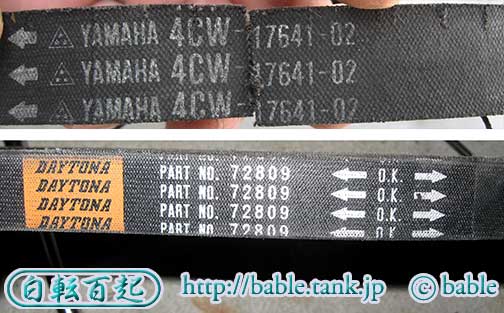 YAMAHA 4CW-17641-02
YAMAHA 4CW-17641-02
YAMAHA 4CW-17641-02
DAYTONA PART NO. 72809 O.K.
DAYTONA PART NO. 72809 O.K.
DAYTONA PART NO. 72809 O.K.
DAYTONA PART NO. 72809 O.K.
自転百起 http://bable.tank.jp © bable